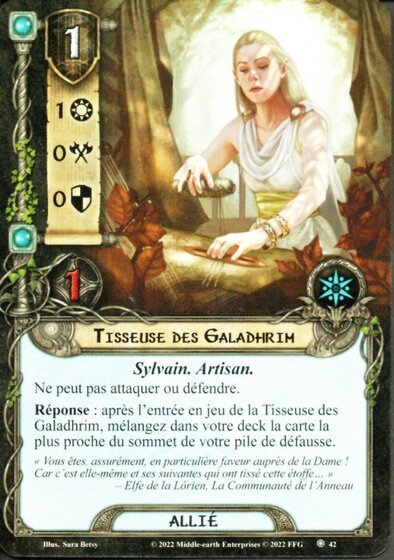 1
1
0
0
1
TISSEUSE DES GALADHRIM
Sylvain. Artisan.
Ne peut pas attaquer ou défendre.
Réponse : après l'entrée en jeu de la Tisseuse des
Galadhrim, mélangez dans votre deck la carte la
plus proche du sommet de votre pile de défausse.
« Vous êtes, assurément, en particulière faveur auprès de la Dame !
Car c'est elle-même et ses suivantes qui ont tissé cette étoffe... »
– Elfe de la Lórien, La Communauté de l'Anneau
ALLIÉ
Illus. Sara Betsy © 2022 Middle-earth Enterprises © 2022 FFG 42